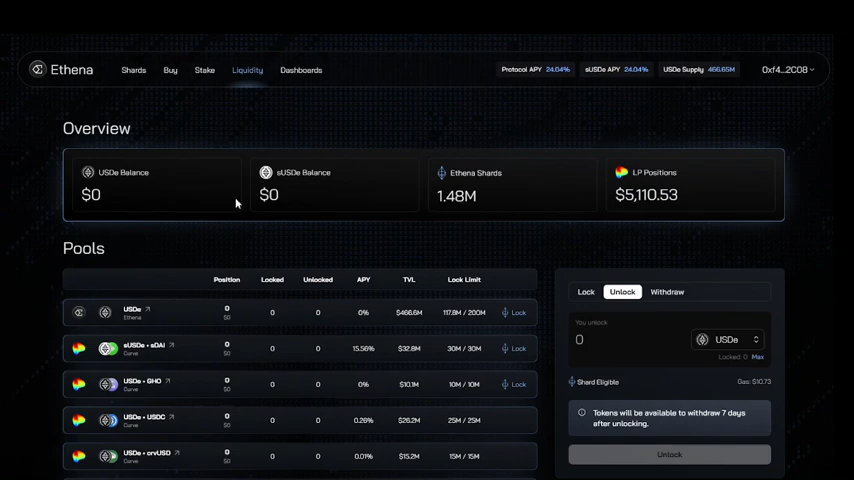 Ethena
Shards Buy Stake Liquidity Dashboards
Protocol APY 24.04% sUSDe APY 24.04% USDe Supply 466.65M
0xf4...2C08
Overview
USDe Balance
$0
sUSDe Balance
$0
Ethena Shards
1.48M
LP Positions
$5,110.53
Pools
Position Locked Unlocked APY TVL Lock Limit
USDe
Ethena
0
$0
0 0 0% $466.6M 117.8M / 200M Lock
sUSDe • sDAI
Curve
0
$0
0 0 15.56% $32.8M 30M / 30M Lock
USDe • GHO
Curve
0
$0
0 0 0% $10.1M 10M / 10M Lock
USDe • USDC
Curve
0
$0
0 0 0.26% $26.2M 25M / 25M
USDe • crvUSD
Curve
0
$0
0 0 0.01% $15.2M 15M / 15M
Lock Unlock Withdraw
You unlock
0 USDe
Locked: 0 Max
Shard Eligible Gas: $10.73
Tokens will be available to withdraw 7 days
after unlocking.
Unlock